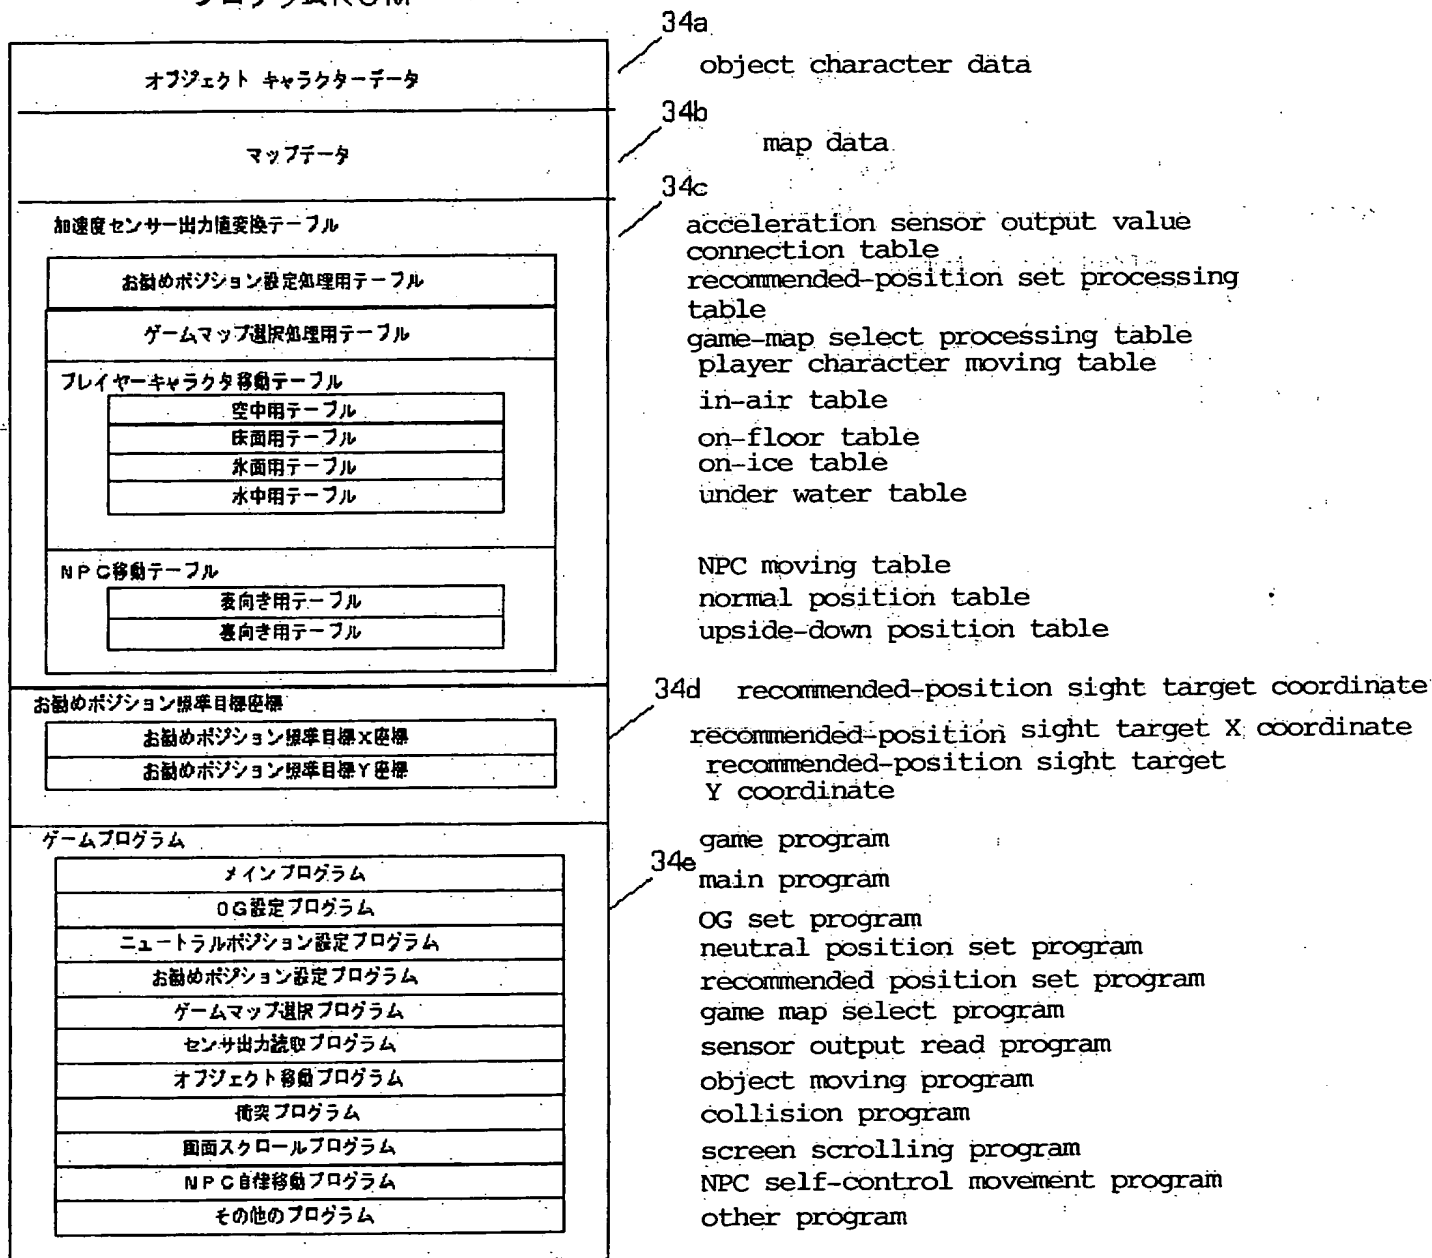 プログラムROM
34a
オブジェクト キャラクターデータ
object character data
34b
マップデータ
map data
34c
加速度センサー出力値変換テーブル
acceleration sensor output value
connection table
お勧めポジション設定処理用テーブル
recommended-position set processing
table
ゲームマップ選択処理用テーブル
game-map select processing table
プレイヤーキャラクタ移動テーブル
player character moving table
空中用テーブル
in-air table
床面用テーブル
on-floor table
氷面用テーブル
on-ice table
水中用テーブル
under water table
NPC移動テーブル
NPC moving table
表向き用テーブル
normal position table
裏向き用テーブル
upside-down position table
34d
お勧めポジション照準目標座標
recommended-position sight target coordinate
お勧めポジション照準目標X座標
recommended-position sight target X coordinate
お勧めポジション照準目標Y座標
recommended-position sight target
Y coordinate
ゲームプログラム
game program
34e
メインプログラム
main program
OG設定プログラム
OG set program
ニュートラルポジション設定プログラム
neutral position set program
お勧めポジション設定プログラム
recommended position set program
ゲームマップ選択プログラム
game map select program
センサ出力読取プログラム
sensor output read program
オブジェクト移動プログラム
object moving program
衝突プログラム
collision program
画面スクロールプログラム
screen scrolling program
NPC自律移動プログラム
NPC self-control movement program
その他のプログラム
other program